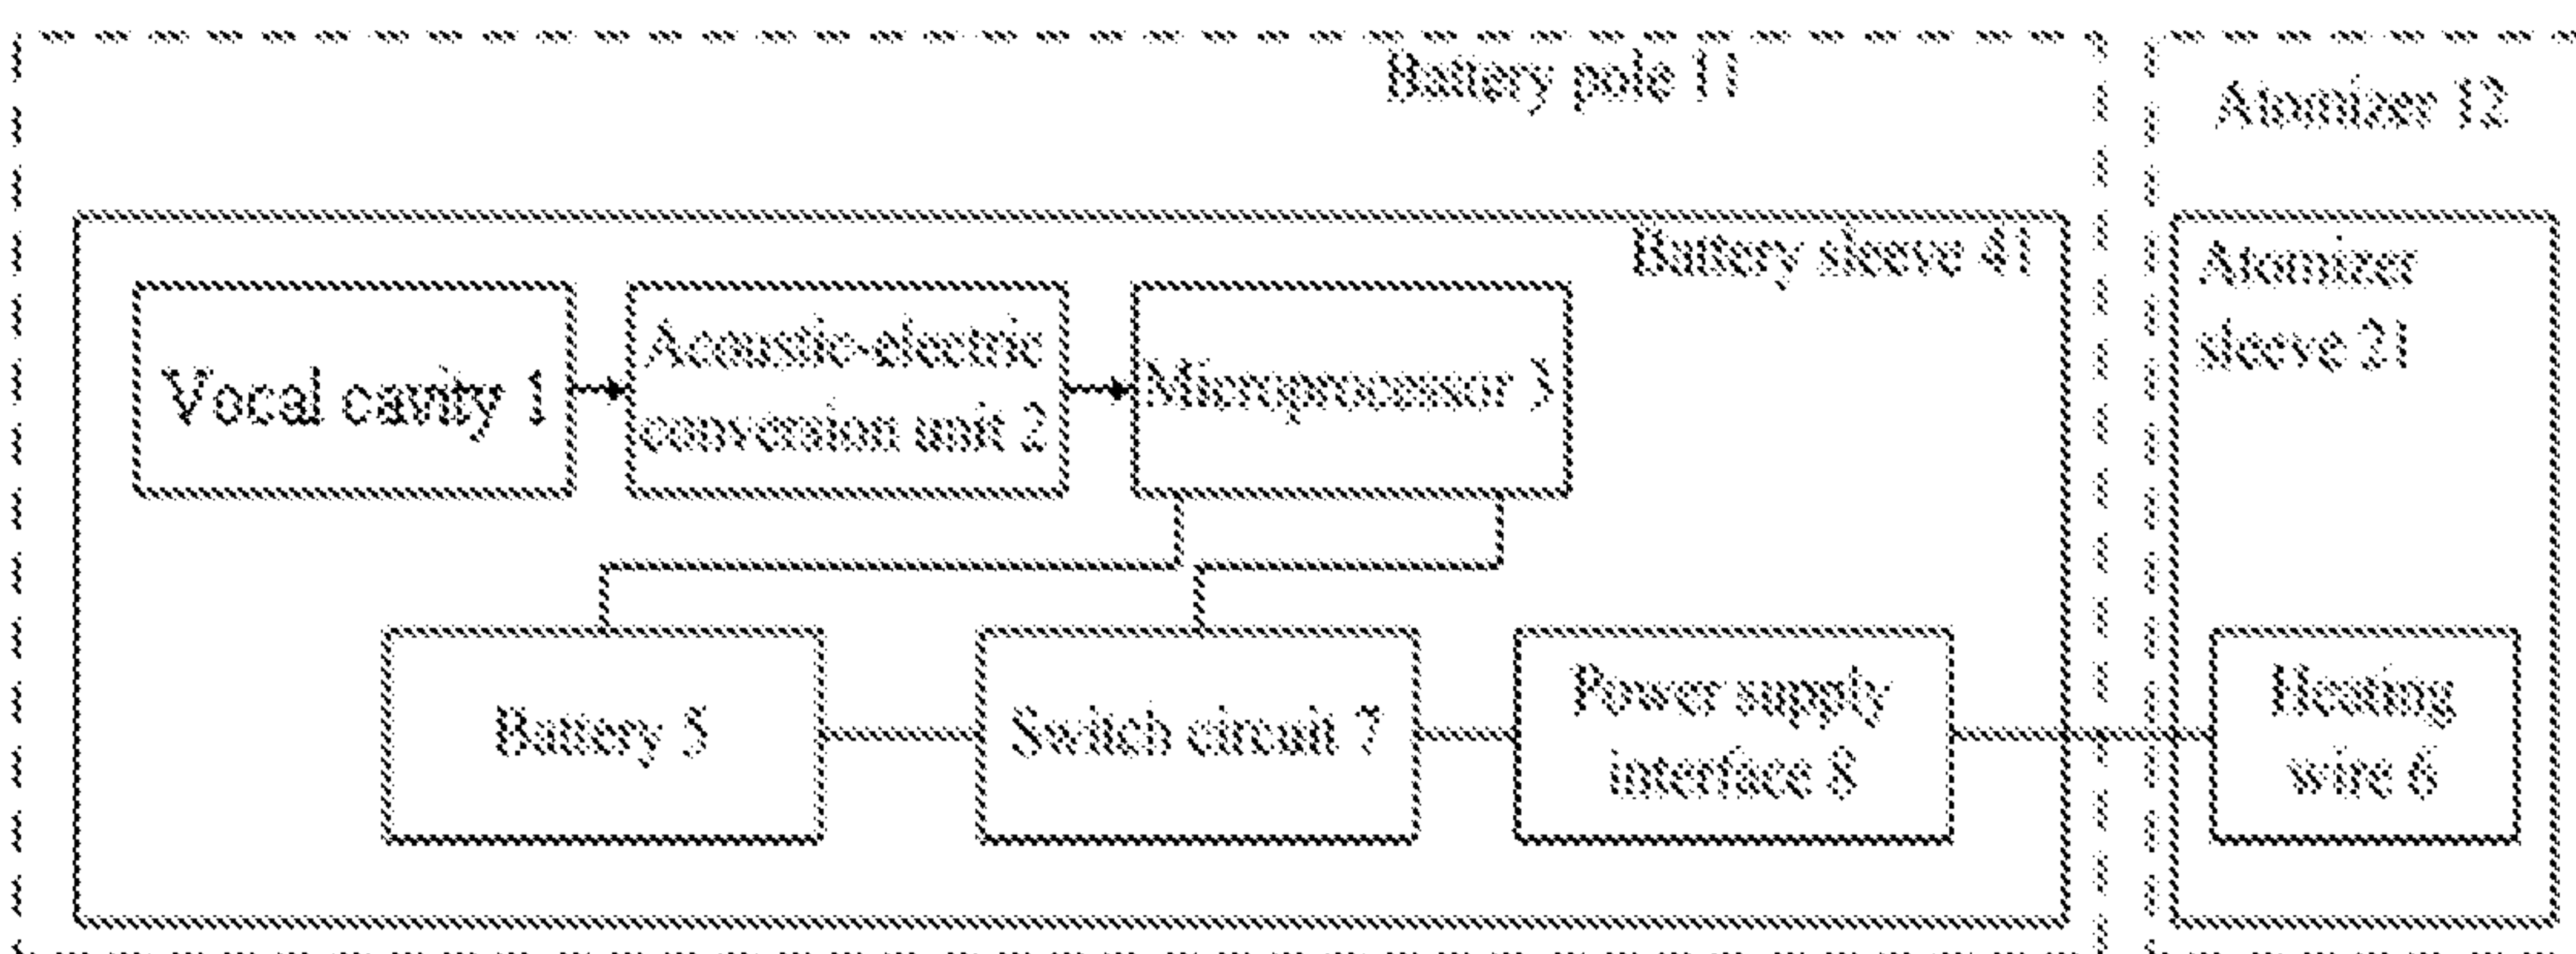 Battery pole 11
Atomizer 12
Battery sleeve 41
Atomizer
sleeve 21
Vocal cavity 1
Acoustic-electric
conversion unit 2
Microprocessor 3
Battery 5
Switch circuit 7
Power supply
interface 8
Heating
wire 6